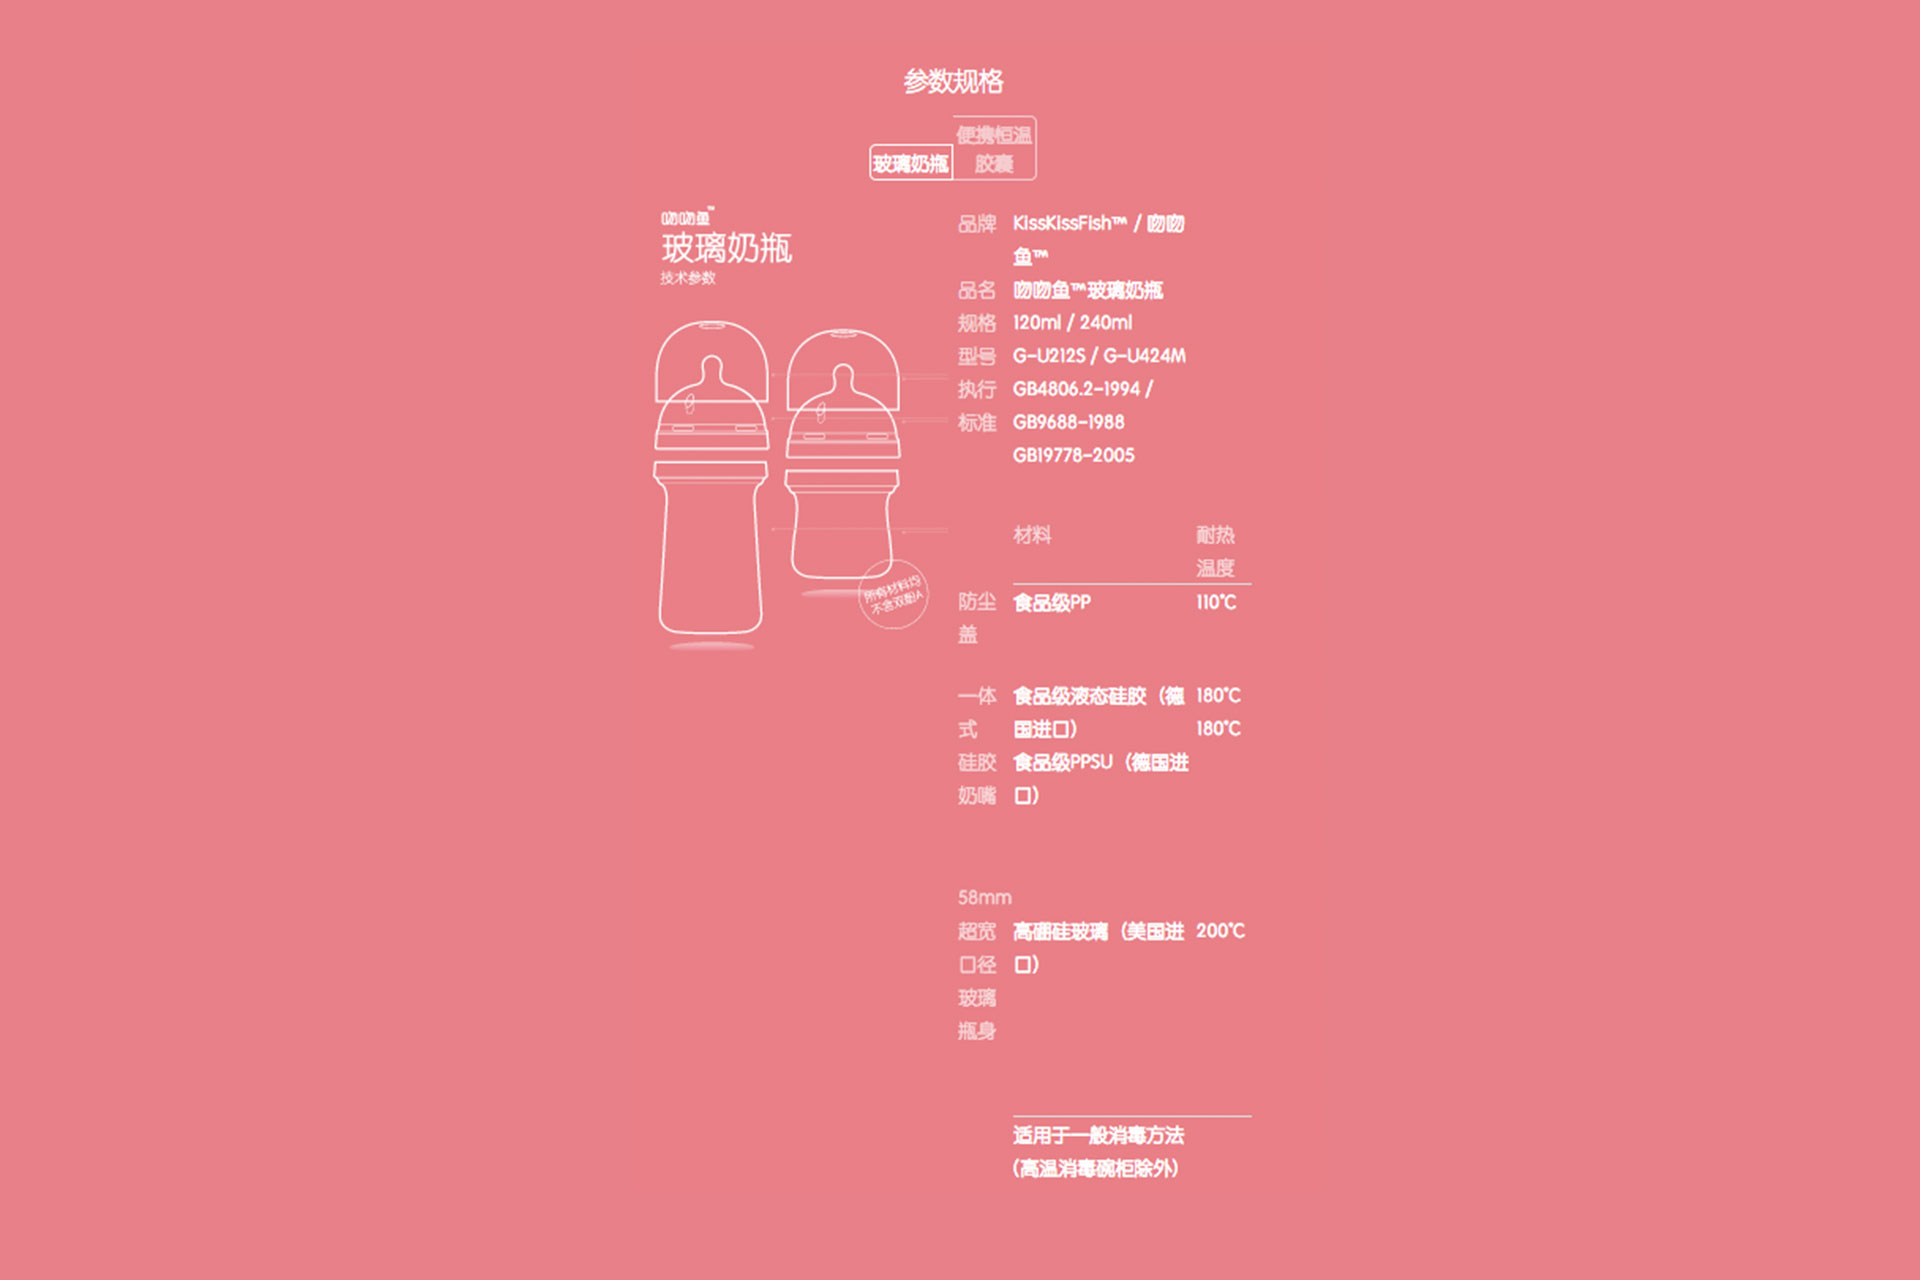 参数规格
便携恒温
胶囊
玻璃奶瓶
吻吻鱼™
玻璃奶瓶
技术参数
所有材料均
不含双酚A
品牌 KissKissFish™ / 吻吻
鱼™
品名 吻吻鱼™玻璃奶瓶
规格 120ml / 240ml
型号 G-U212S / G-U424M
执行 GB4806.2-1994 /
标准 GB9688-1988
GB19778-2005
材料 耐热
温度
防尘 食品级PP 110℃
盖
一体 食品级液态硅胶（德 180℃
式 国进口） 180℃
硅胶 食品级PPSU（德国进
奶嘴 口）
58mm
超宽 高硼硅玻璃（美国进 200℃
口径 口）
玻璃
瓶身
适用于一般消毒方法
（高温消毒碗柜除外）